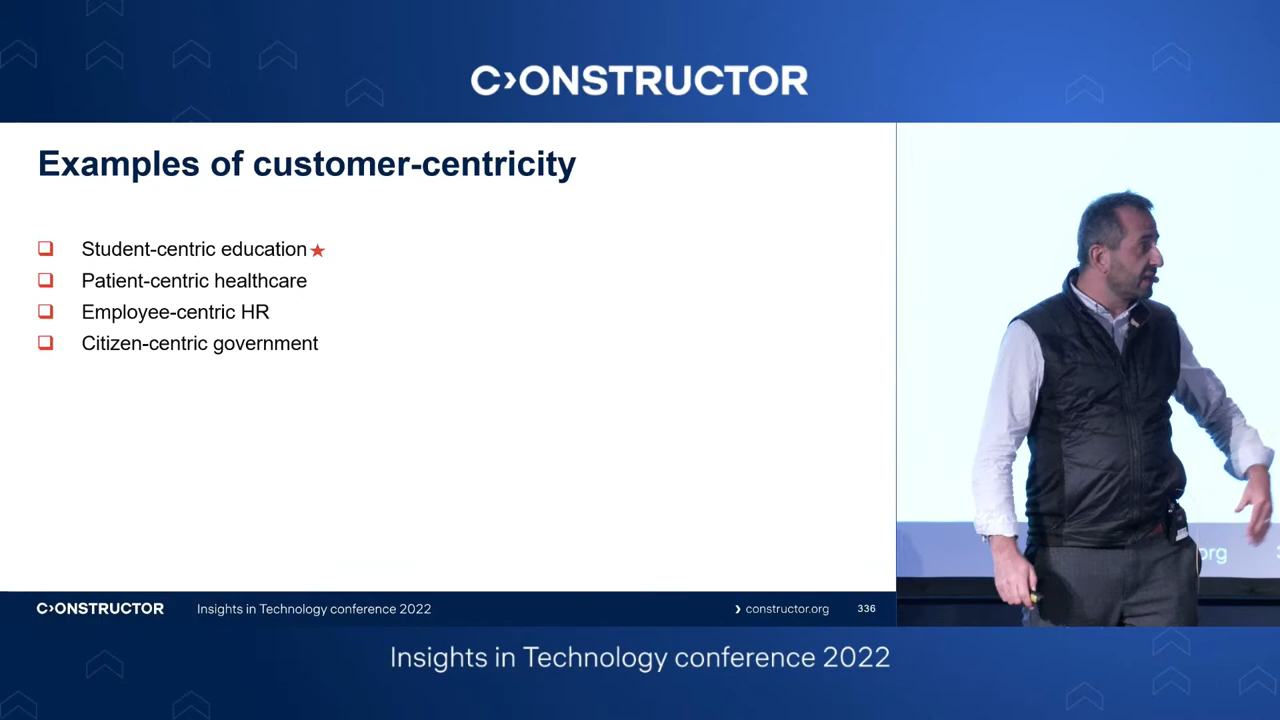 C›ONSTRUCTOR
Examples of customer-centricity
❑ Student-centric education★
❑ Patient-centric healthcare
❑ Employee-centric HR
❑ Citizen-centric government
C›ONSTRUCTOR
Insights in Technology conference 2022
❯ constructor.org
336
org
Insights in Technology conference 2022